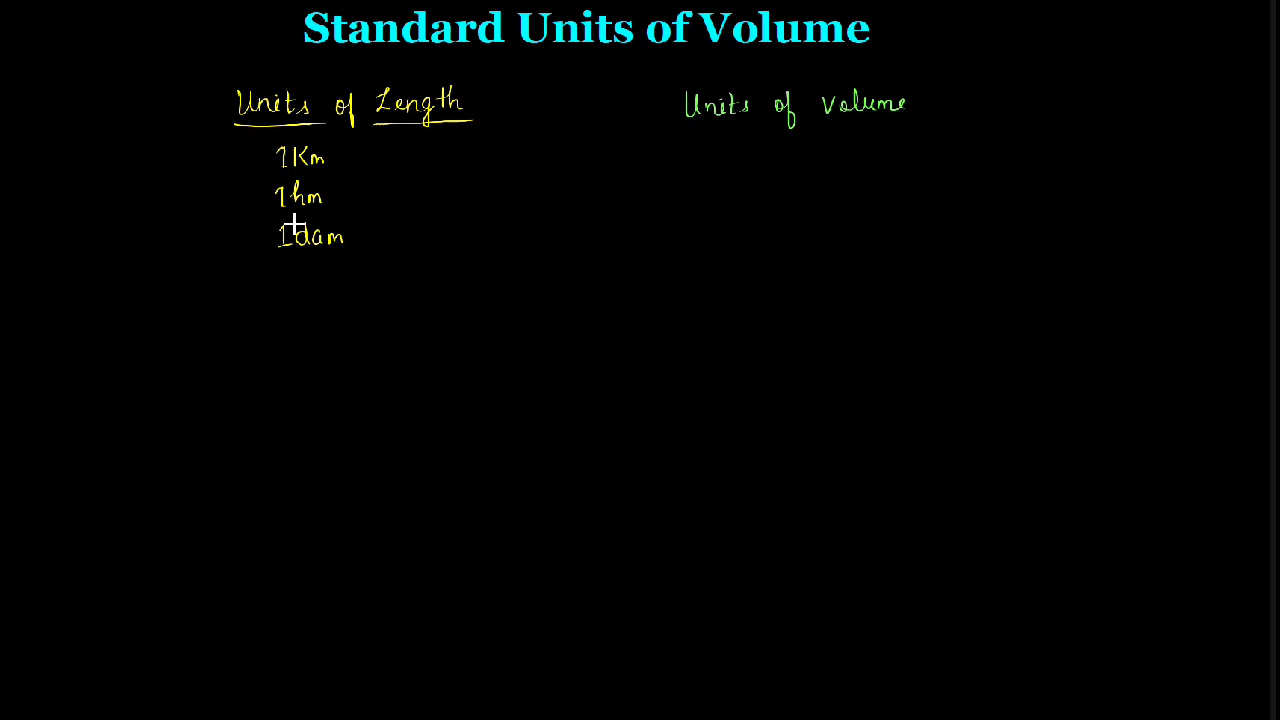 Standard Units of Volume
Units of Length
Units of volume
1Km
1hm
1dam